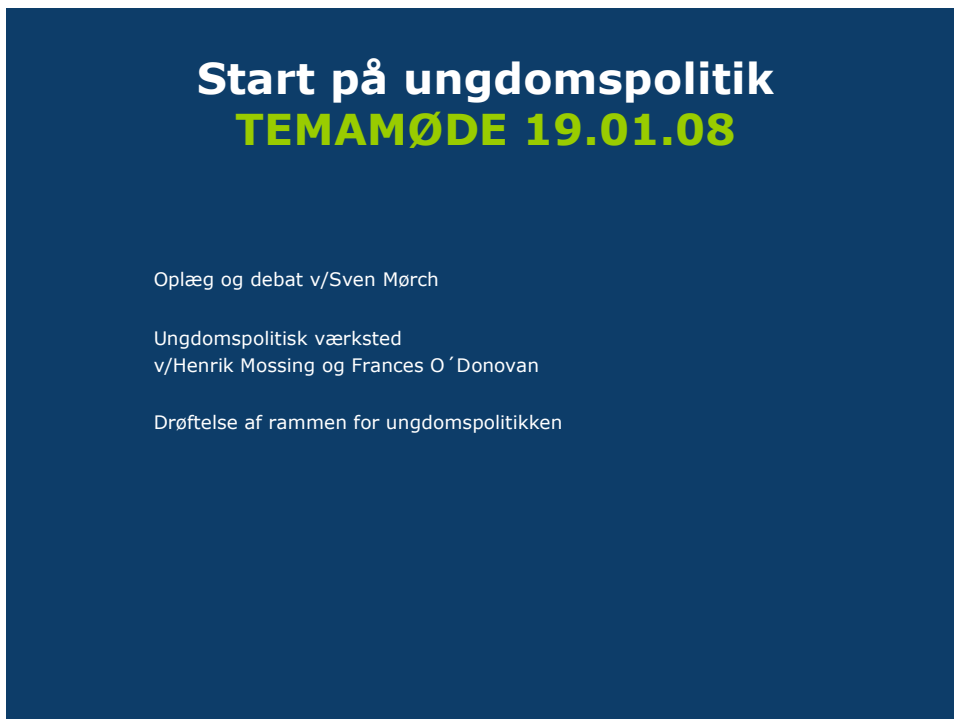 Start på ungdomspolitik
TEMAMØDE 19.01.08
Oplæg og debat v/Sven Mørch
Ungdomspolitisk værksted
v/Henrik Mossing og Frances O´Donovan
Drøftelse af rammen for ungdomspolitikken